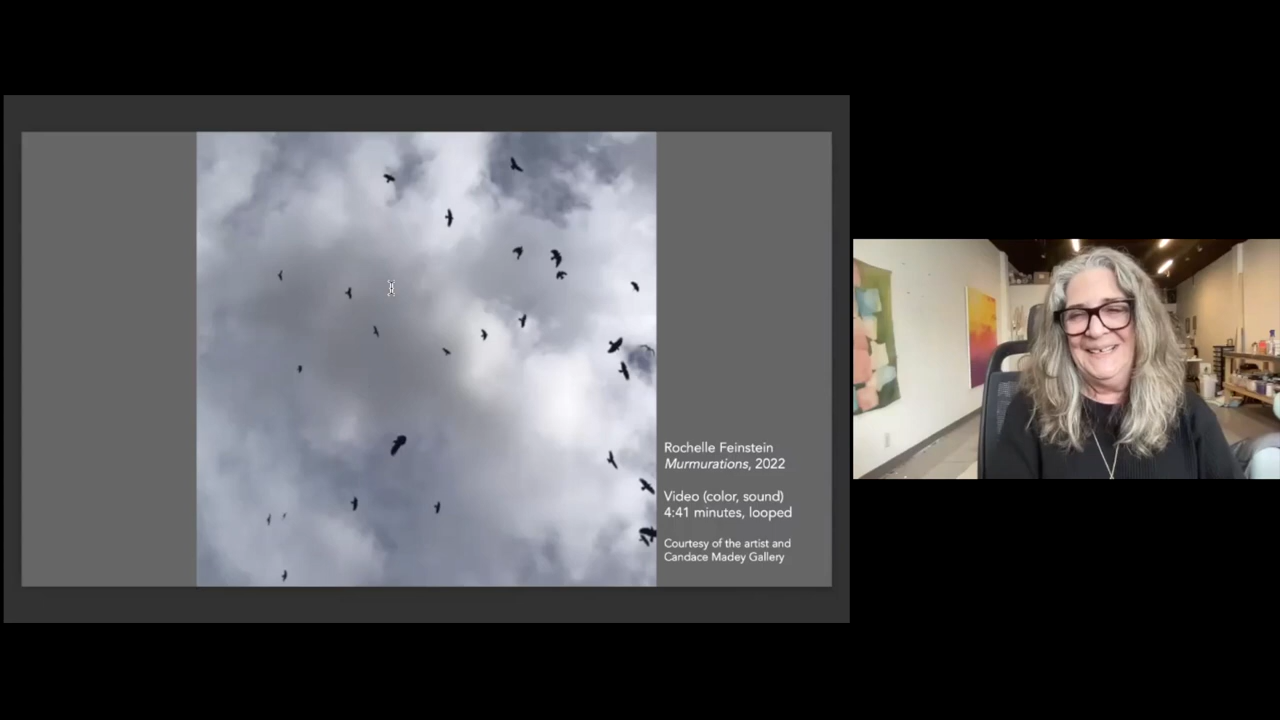 Rochelle Feinstein
Murmurations, 2022
Video (color, sound)
4:41 minutes, looped
Courtesy of the artist and
Candace Madey Gallery